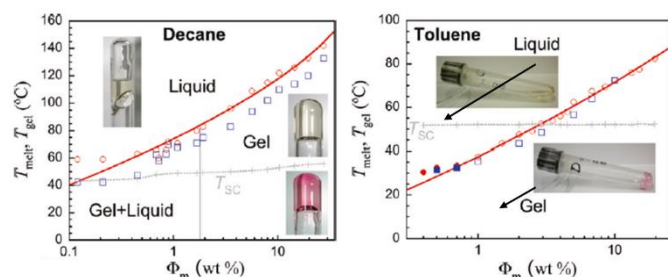 Decane
T_melt, T_gel (°C)
160
140
120
100
80
60
40
20
0
0.1
1
10
Φ_m (wt %)
Liquid
Gel
T_SC
Gel+Liquid
Toluene
T_melt, T_gel (°C)
100
80
60
40
20
0
1
10
Φ_m (wt %)
Liquid
T_SC
Gel